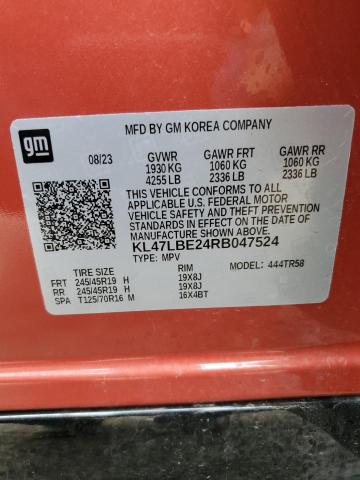 gm
MFD BY GM KOREA COMPANY
08/23 GVWR GAWR FRT GAWR RR
1930 KG 1060 KG 1060 KG
4255 LB 2336 LB 2336 LB
THIS VEHICLE CONFORMS TO ALL
APPLICABLE U.S. FEDERAL MOTOR
VEHICLE SAFETY AND THEFT PREVENTION
STANDARDS IN EFFECT ON THE DATE OF
MANUFACTURE SHOWN ABOVE.
KL47LBE24RB047524
TYPE: MPV MODEL: 444TR58
TIRE SIZE RIM
FRT 245/45R19 H 19X8J
RR 245/45R19 H 19X8J
SPA T125/70R16 M 16X4BT